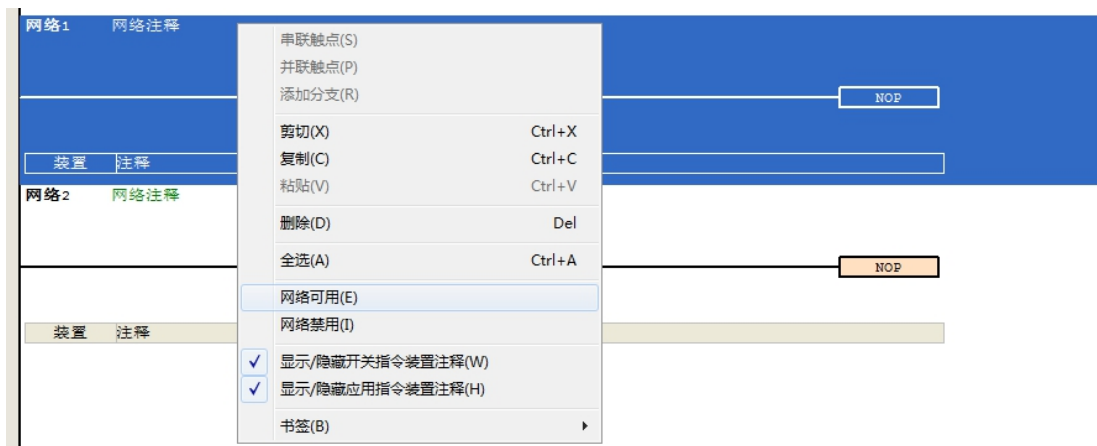 网络1 网络注释
串联触点(S)
并联触点(P)
添加分支(R)
NOP
剪切(X) Ctrl+X
复制(C) Ctrl+C
装置 注释
粘贴(V) Ctrl+V
网络2 网络注释
删除(D) Del
全选(A) Ctrl+A
NOP
网络可用(E)
网络禁用(I)
装置 注释
显示/隐藏开关指令装置注释(W)
显示/隐藏应用指令装置注释(H)
书签(B)